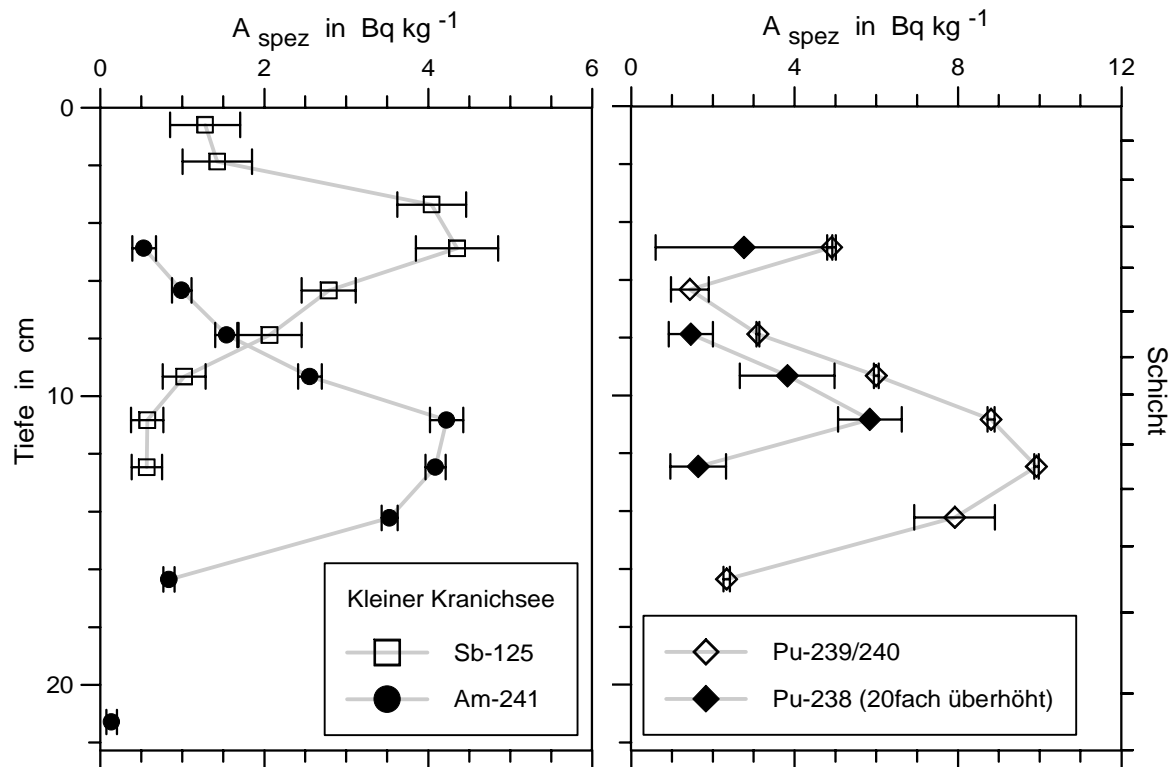 A spez in Bq kg -1
A spez in Bq kg -1
0 2 4 6
0 4 8 12
0
10
20
Tiefe in cm
Schicht
Kleiner Kranichsee
Sb-125
Am-241
Pu-239/240
Pu-238 (20fach überhöht)